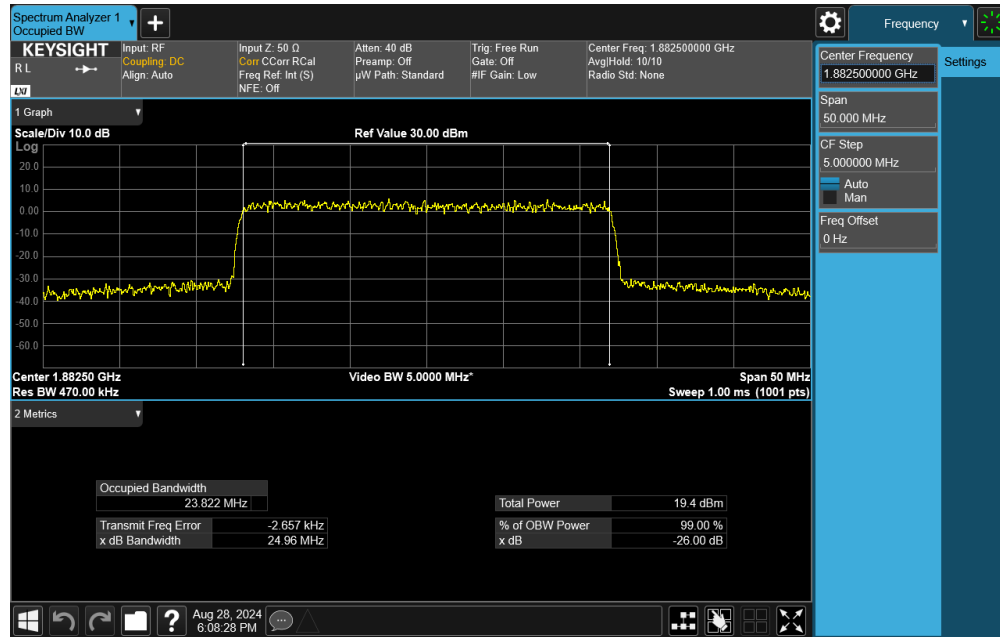 Spectrum Analyzer 1
Occupied BW
Frequency
KEYSIGHT
R L
LXI
Input: RF
Coupling: DC
Align: Auto
Input Z: 50 Ω
Corr CCorr RCal
Freq Ref: Int (S)
NFE: Off
Atten: 40 dB
Preamp: Off
µW Path: Standard
Trig: Free Run
Gate: Off
#IF Gain: Low
Center Freq: 1.882500000 GHz
Avg|Hold: 10/10
Radio Std: None
Center Frequency
1.882500000 GHz
Settings
Span
50.000 MHz
CF Step
5.000000 MHz
Auto
Man
Freq Offset
0 Hz
1 Graph
Scale/Div 10.0 dB
Ref Value 30.00 dBm
Log
20.0
10.0
0.00
-10.0
-20.0
-30.0
-40.0
-50.0
-60.0
Center 1.88250 GHz
Video BW 5.0000 MHz*
Span 50 MHz
Res BW 470.00 kHz
Sweep 1.00 ms (1001 pts)
2 Metrics
Occupied Bandwidth
23.822 MHz
Total Power 19.4 dBm
Transmit Freq Error -2.657 kHz
% of OBW Power 99.00 %
x dB Bandwidth 24.96 MHz
x dB -26.00 dB
?
Aug 28, 2024
6:08:28 PM